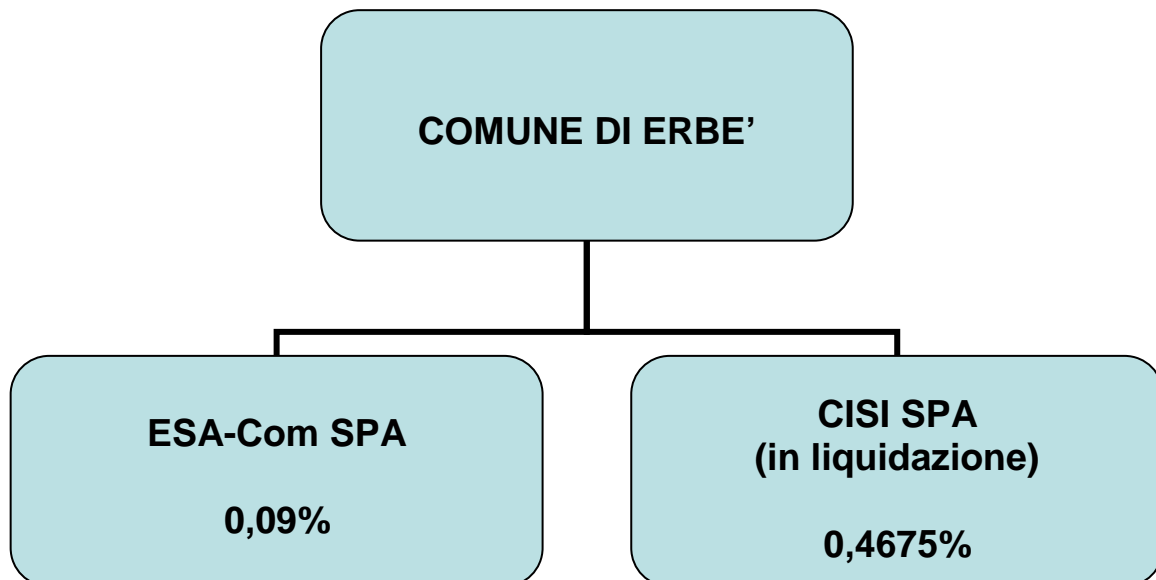 COMUNE DI ERBE’
ESA-Com SPA
0,09%
CISI SPA
(in liquidazione)
0,4675%